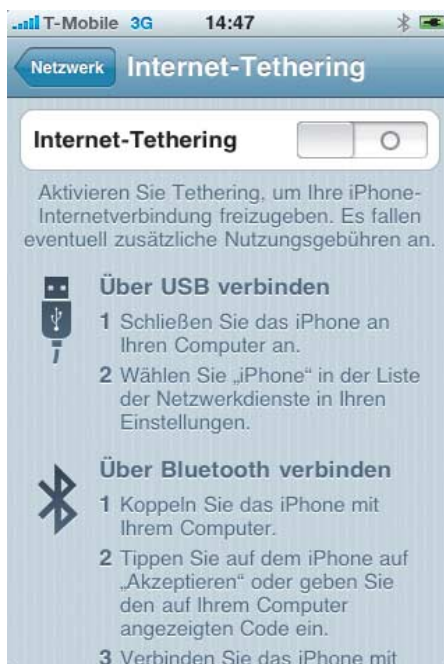 T-Mobile 3G 14:47
Netzwerk Internet-Tethering
Internet-Tethering
Aktivieren Sie Tethering, um Ihre iPhone-
Internetverbindung freizugeben. Es fallen
eventuell zusätzliche Nutzungsgebühren an.
Über USB verbinden
1 Schließen Sie das iPhone an
Ihren Computer an.
2 Wählen Sie „iPhone“ in der Liste
der Netzwerkdienste in Ihren
Einstellungen.
Über Bluetooth verbinden
1 Koppeln Sie das iPhone mit
Ihrem Computer.
2 Tippen Sie auf dem iPhone auf
„Akzeptieren“ oder geben Sie
den auf Ihrem Computer
angezeigten Code ein.
3 Verbinden Sie das iPhone mit